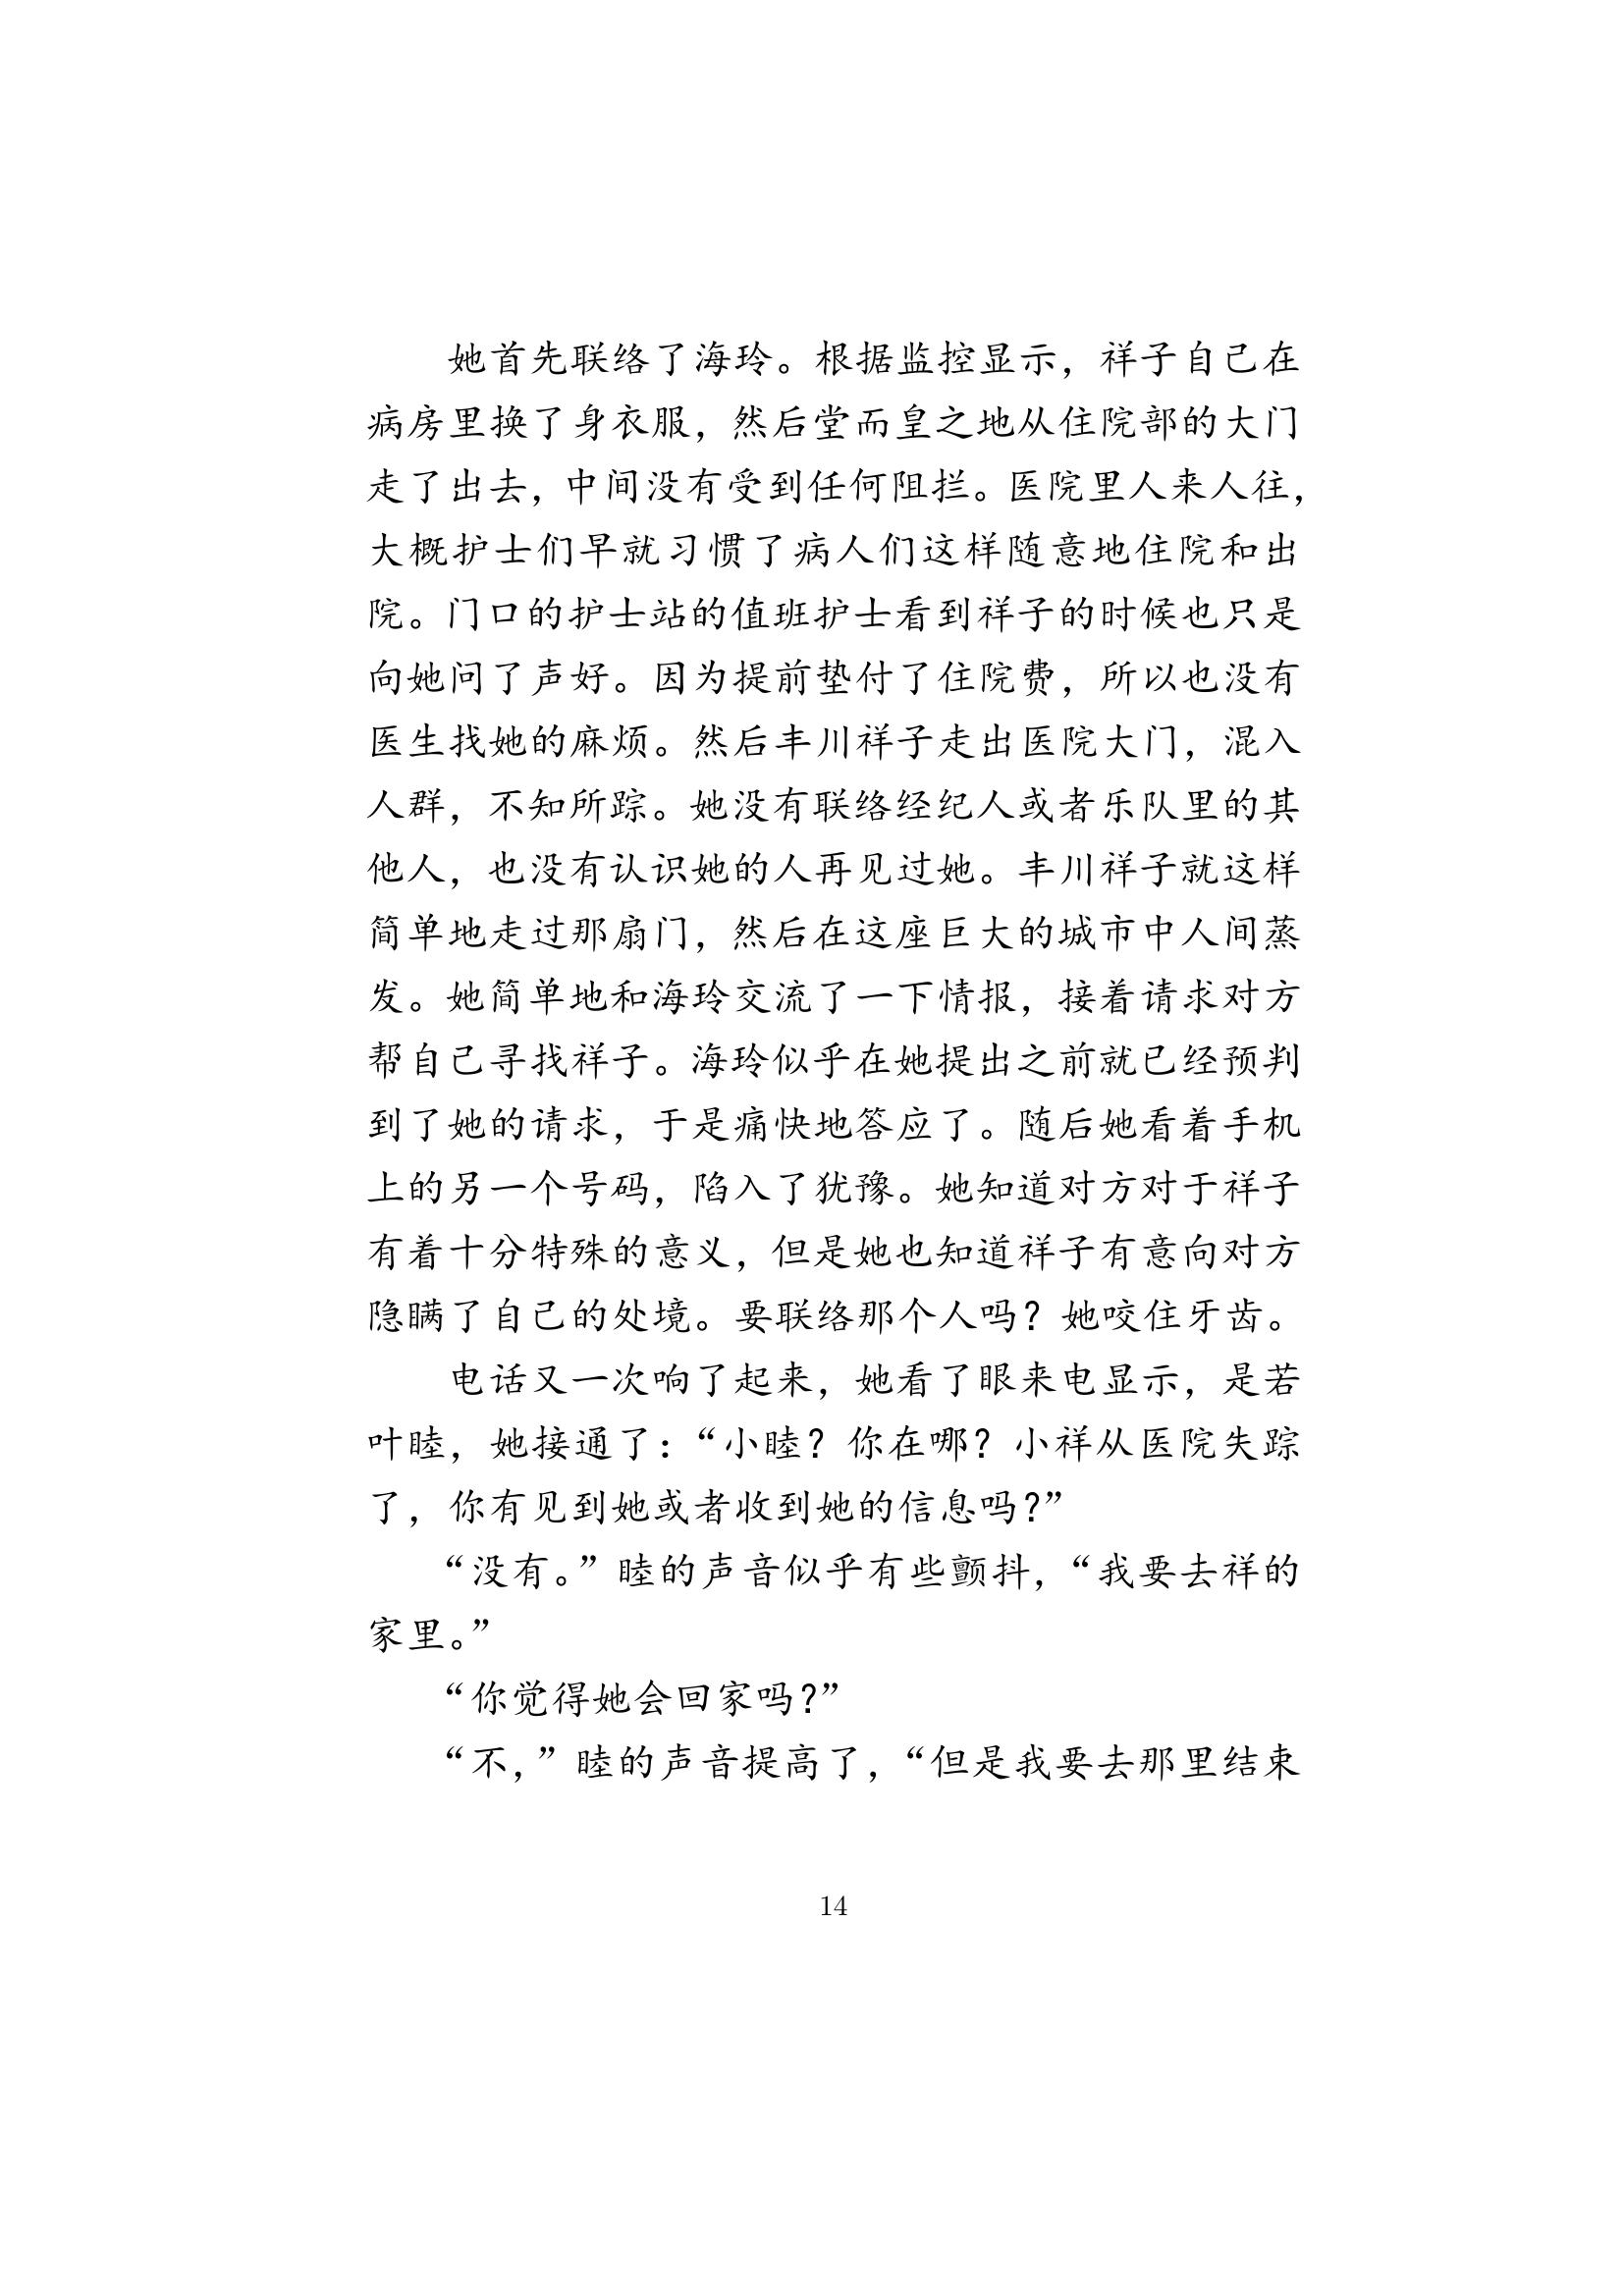 她首先联络了海玲。根据监控显示，祥子自己在
病房里换了身衣服，然后堂而皇之地从住院部的大门
走了出去，中间没有受到任何阻拦。医院里人来人往，
大概护士们早就习惯了病人们这样随意地住院和出
院。门口的护士站的值班护士看到祥子的时候也只是
向她问了声好。因为提前垫付了住院费，所以也没有
医生找她的麻烦。然后丰川祥子走出医院大门，混入
人群，不知所踪。她没有联络经纪人或者乐队里的其
他人，也没有认识她的人再见过她。丰川祥子就这样
简单地走过那扇门，然后在这座巨大的城市中人间蒸
发。她简单地和海玲交流了一下情报，接着请求对方
帮自己寻找祥子。海玲似乎在她提出之前就已经预判
到了她的请求，于是痛快地答应了。随后她看着手机
上的另一个号码，陷入了犹豫。她知道对方对于祥子
有着十分特殊的意义，但是她也知道祥子有意向对方
隐瞒了自己的处境。要联络那个人吗？她咬住牙齿。
电话又一次响了起来，她看了眼来电显示，是若
叶睦，她接通了：“小睦？你在哪？小祥从医院失踪
了，你有见到她或者收到她的信息吗？”
“没有。”睦的声音似乎有些颤抖，“我要去祥的
家里。”
“你觉得她会回家吗？”
“不，”睦的声音提高了，“但是我要去那里结束
14